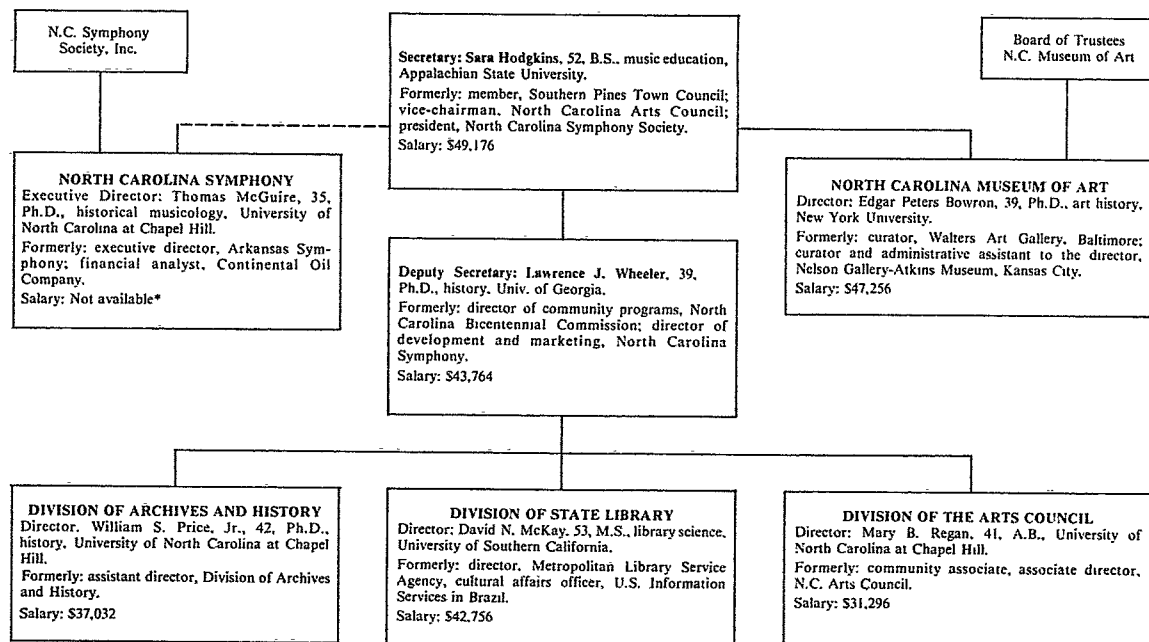 N.C. Symphony
Society, Inc.
Secretary: Sara Hodgkins, 52, B.S., music education,
Appalachian State University.
Formerly: member, Southern Pines Town Council;
vice-chairman, North Carolina Arts Council;
president, North Carolina Symphony Society.
Salary: $49,176
Board of Trustees
N.C. Museum of Art
NORTH CAROLINA SYMPHONY
Executive Director: Thomas McGuire, 35,
Ph.D., historical musicology, University of
North Carolina at Chapel Hill.
Formerly: executive director, Arkansas Sym-
phony; financial analyst, Continental Oil
Company.
Salary: Not available*
NORTH CAROLINA MUSEUM OF ART
Director: Edgar Peters Bowron, 39, Ph.D., art history,
New York University.
Formerly: curator, Walters Art Gallery, Baltimore;
curator and administrative assistant to the director,
Nelson Gallery-Atkins Museum, Kansas City.
Salary: $47,256
Deputy Secretary: Lawrence J. Wheeler, 39,
Ph.D., history, Univ. of Georgia.
Formerly: director of community programs, North
Carolina Bicentennial Commission; director of
development and marketing, North Carolina
Symphony.
Salary: $43,764
DIVISION OF ARCHIVES AND HISTORY
Director, William S. Price, Jr., 42, Ph.D.,
history, University of North Carolina at Chapel
Hill.
Formerly: assistant director, Division of Archives
and History.
Salary: $37,032
DIVISION OF STATE LIBRARY
Director: David N. McKay, 53, M.S., library science,
University of Southern California.
Formerly: director, Metropolitan Library Service
Agency, cultural affairs officer, U.S. Information
Services in Brazil.
Salary: $42,756
DIVISION OF THE ARTS COUNCIL
Director: Mary B. Regan, 41, A.B., University of
North Carolina at Chapel Hill.
Formerly: community associate, associate director,
N.C. Arts Council.
Salary: $31,296